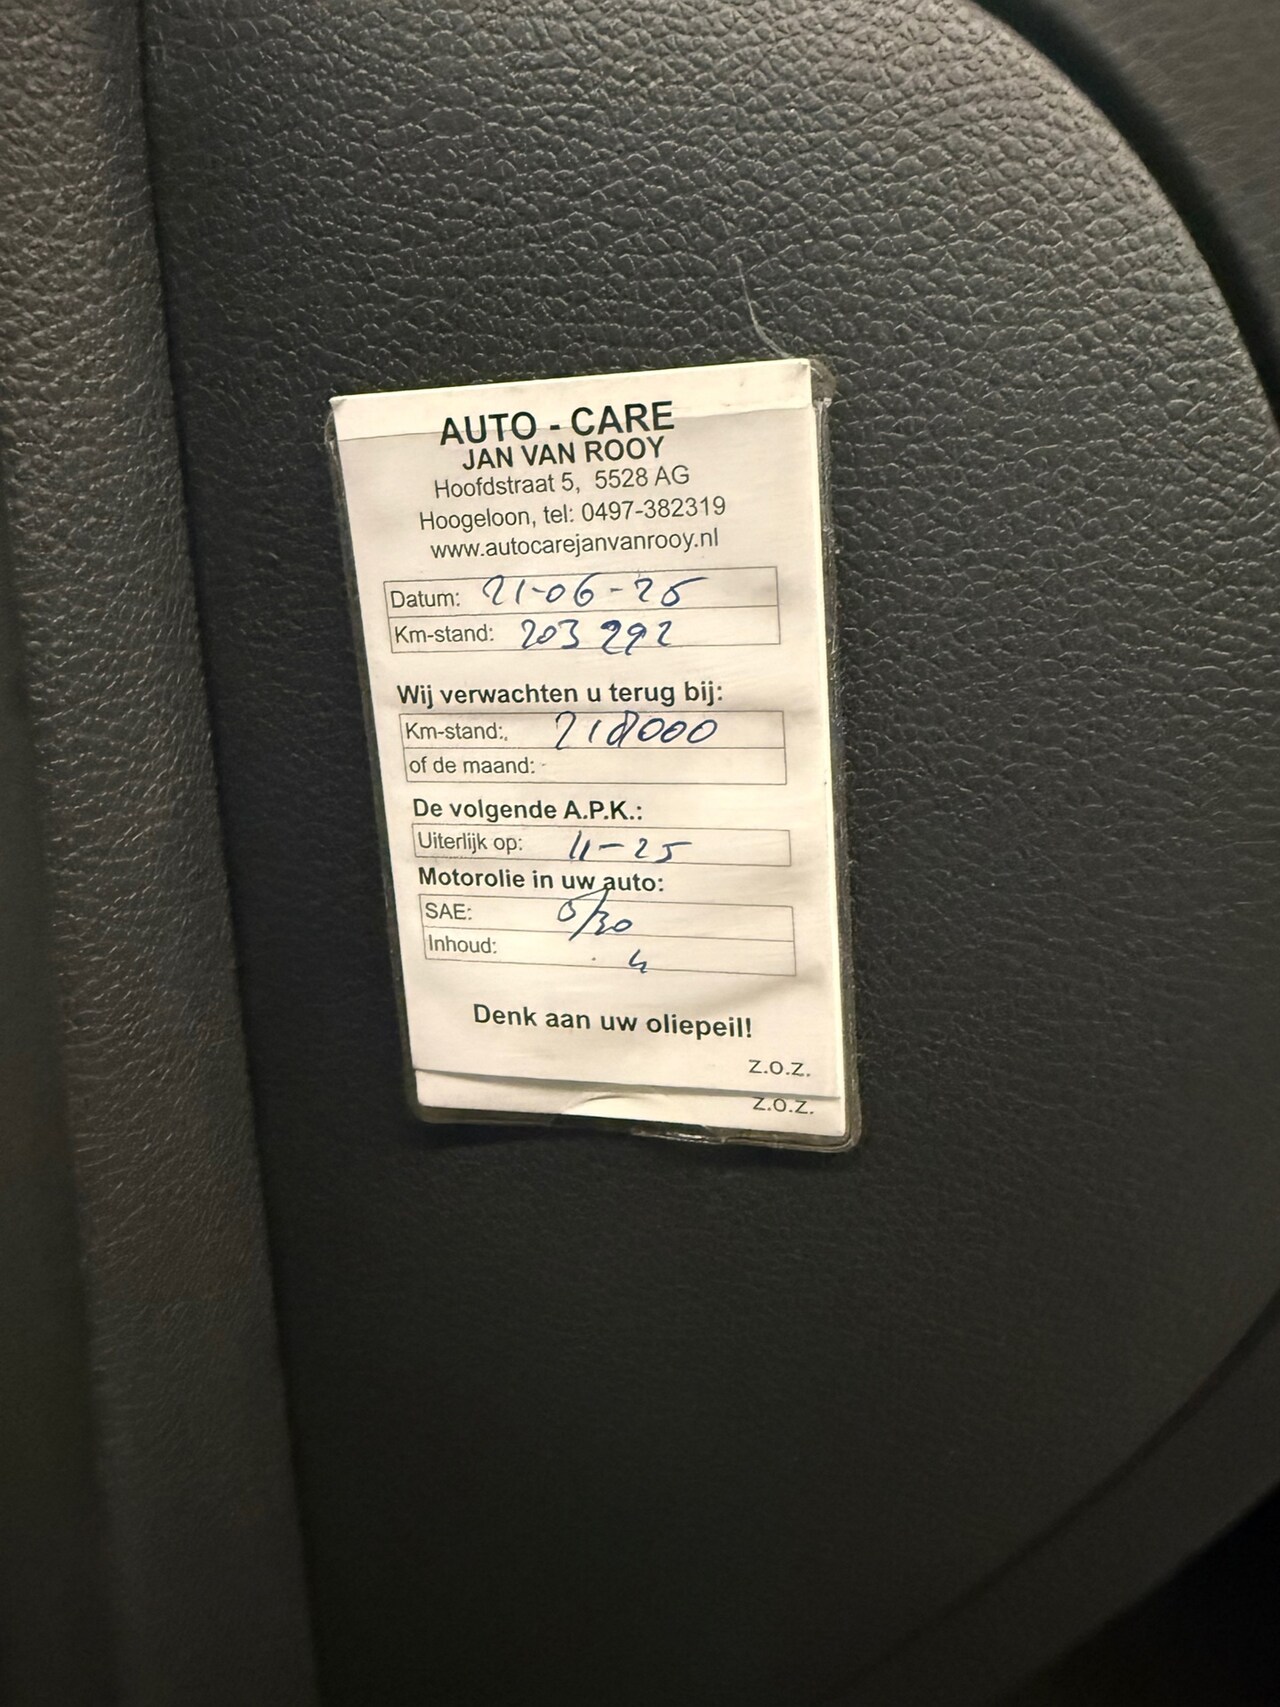 AUTO - CARE
JAN VAN ROOY
Hoofdstraat 5, 5528 AG
Hoogeloon, tel: 0497-382319
www.autocarejanvanrooy.nl
Datum: 21-06-25
Km-stand: 203 292
Wij verwachten u terug bij:
Km-stand: 218000
of de maand:
De volgende A.P.K.:
Uiterlijk op: 11-25
Motorolie in uw auto:
SAE: 0/30
Inhoud: 4
Denk aan uw oliepeil!
z.o.z.
z.o.z.